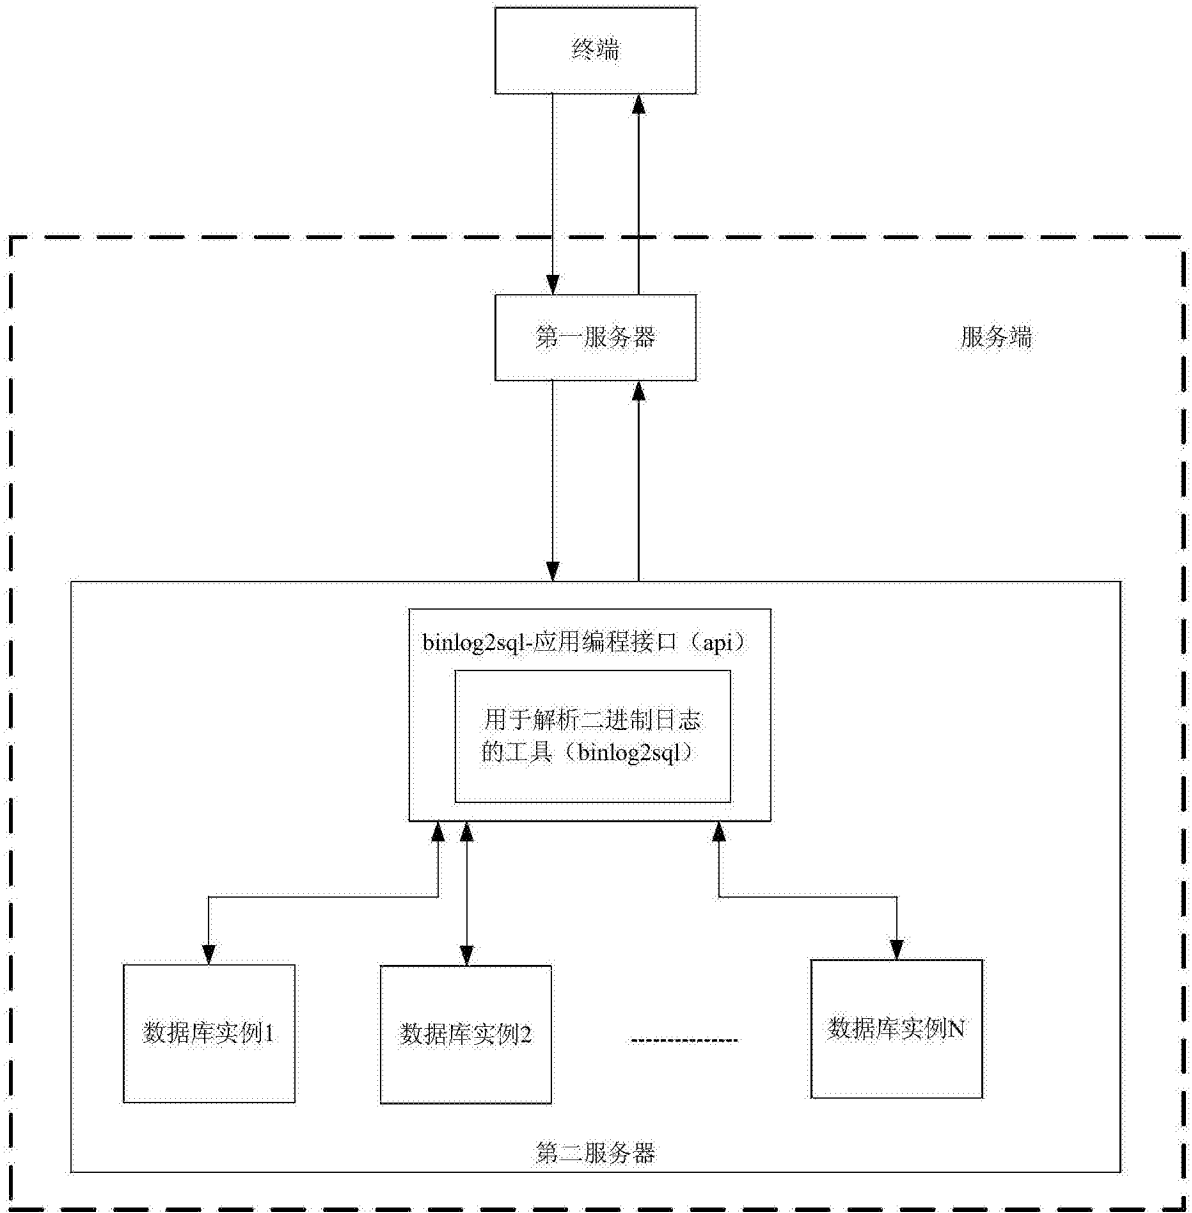 终端
第一服务器
服务端
binlog2sql-应用编程接口（api）
用于解析二进制日志
的工具（binlog2sql）
数据库实例1
数据库实例2
数据库实例N
第二服务器